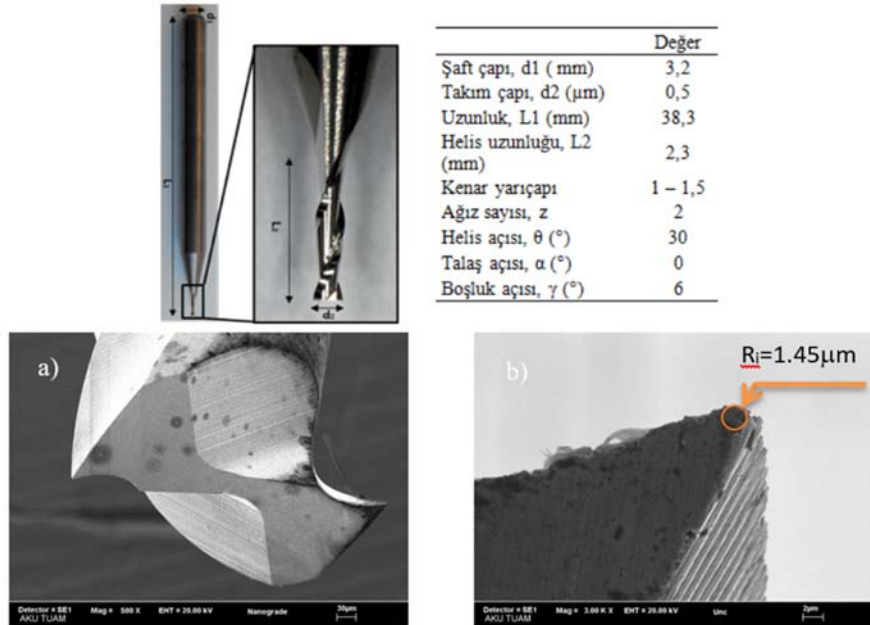 d₁
L₁
L₂
d₂
Değer
Şaft çapı, d1 ( mm) 3,2
Takım çapı, d2 (µm) 0,5
Uzunluk, L1 (mm) 38,3
Helis uzunluğu, L2
(mm) 2,3
Kenar yarıçapı 1 – 1,5
Ağız sayısı, z 2
Helis açısı, θ (°) 30
Talaş açısı, α (°) 0
Boşluk açısı, γ (°) 6
a)
Detector = SE1 Mag = 500 X EHT = 20.00 kV Nanograde 30µm
AKU TUAM
b)
Ri=1.45µm
Detector = SE1 Mag = 3.00 K X EHT = 20.00 kV Unc 2µm
AKU TUAM